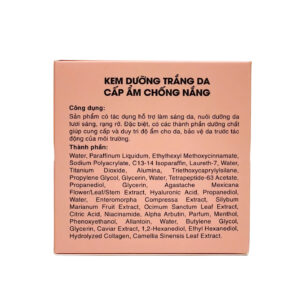 KEM DƯỠNG TRẮNG DA
CẤP ẨM CHỐNG NẮNG
Công dụng:
Sản phẩm có tác dụng hỗ trợ làm sáng da, nuôi dưỡng da
tươi sáng, rạng rỡ. Đặc biệt, có các thành phần dưỡng chất
giúp cung cấp và duy trì độ ẩm cho da, bảo vệ da trước tác động
của môi trường.
Thành phần:
Water, Paraffinum Liquidum, Ethylhexyl Methoxycinnamate,
Sodium Polyacrylate, C13-14 Isoparaffin, Laureth-7, Water,
Titanium Dioxide, Alumina, Triethoxycaprylylsilane,
Propylene Glycol, Glycerin, Water, Tetrapeptide-63 Acetate,
Propanediol, Glycerin, Agastache Mexicana
Flower/Leaf/Stem Extract, Hyaluronic Acid, Propanediol,
Water, Enteromorpha Compressa Extract, Silybum
Marianum Fruit Extract, Ocimum Sanctum Leaf Extract,
Citric Acid, Niacinamide, Alpha Arbutin, Parfum, Menthol,
Phenoxyethanol, Allantoin, Water, Butylene Glycol,
Glycerin, Caviar Extract, 1,2-Hexanediol, Ethyl Hexanediol,
Hydrolyzed Collagen, Camellia Sinensis Leaf Extract.